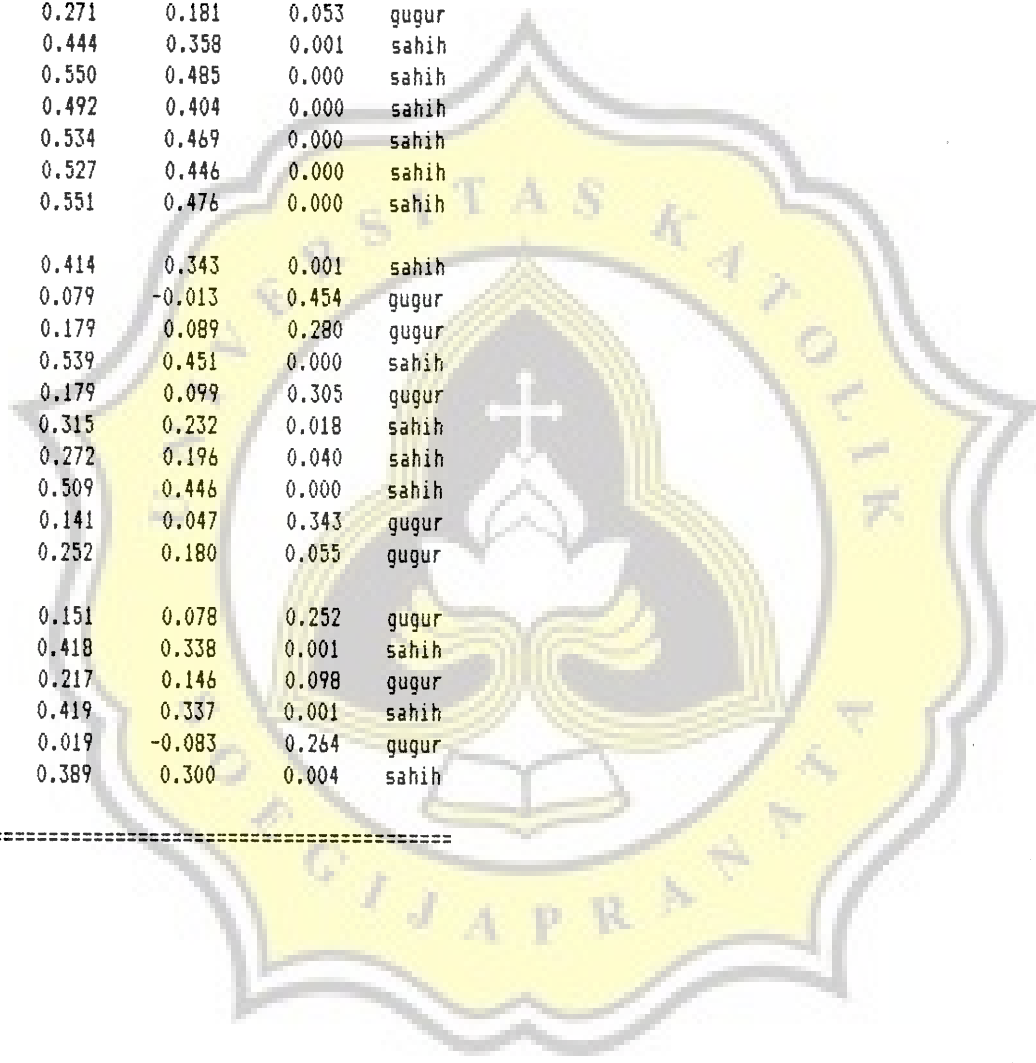 0.271 0.181 0.053 gugur
0.444 0.358 0.001 sahih
0.550 0.485 0.000 sahih
0.492 0.404 0.000 sahih
0.534 0.469 0.000 sahih
0.527 0.446 0.000 sahih
0.551 0.476 0.000 sahih
0.414 0.343 0.001 sahih
0.079 -0.013 0.454 gugur
0.179 0.089 0.280 gugur
0.539 0.451 0.000 sahih
0.179 0.099 0.305 gugur
0.315 0.232 0.018 sahih
0.272 0.196 0.040 sahih
0.509 0.446 0.000 sahih
0.141 0.047 0.343 gugur
0.252 0.180 0.055 gugur
0.151 0.078 0.252 gugur
0.418 0.338 0.001 sahih
0.217 0.146 0.098 gugur
0.419 0.337 0.001 sahih
0.019 -0.083 0.264 gugur
0.389 0.300 0.004 sahih
UNIVERSITAS KATOLIK
SOEGIJAPRANATA